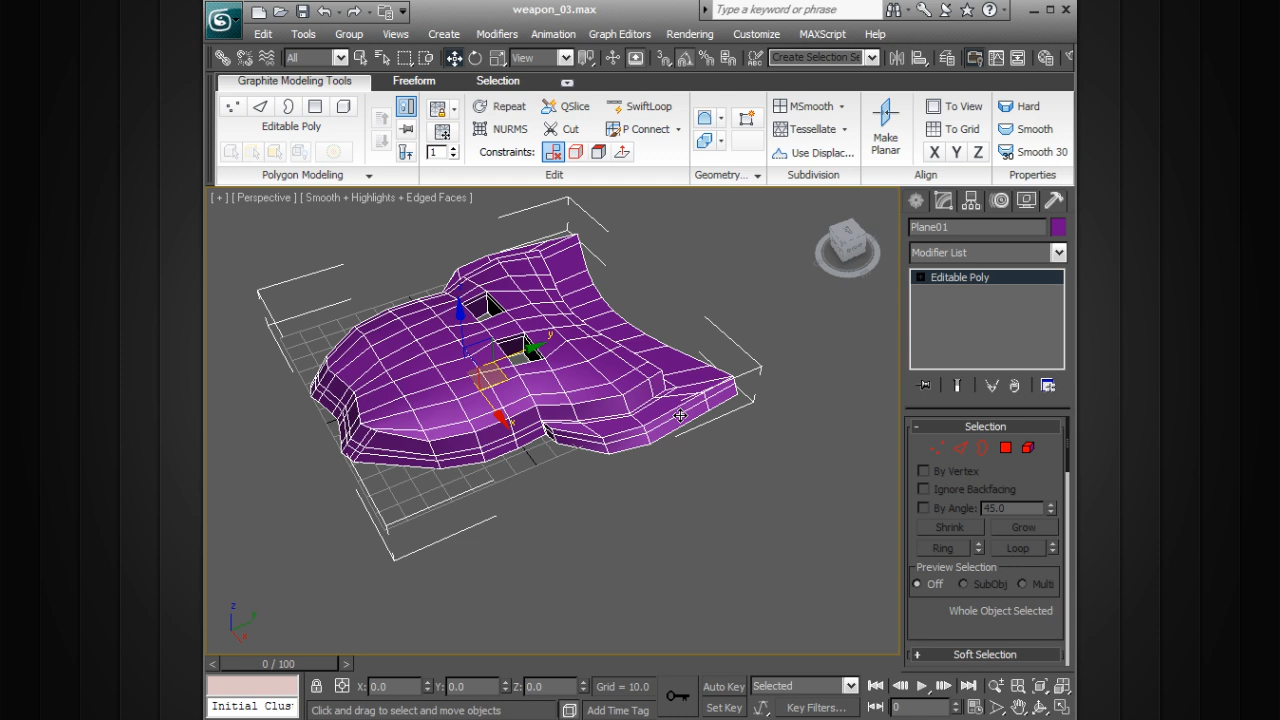 weapon_03.max
Type a keyword or phrase
Edit Tools Group Views Create Modifiers Animation Graph Editors Rendering Customize MAXScript Help
All View Create Selection Se
Graphite Modeling Tools Freeform Selection
Repeat QSlice SwiftLoop MSmooth To View Hard
Editable Poly NURMS Cut P Connect Tessellate Make Planar To Grid Smooth
1 Constraints: Use Displac... X Y Z Smooth 30
Polygon Modeling Edit Geometry... Subdivision Align Properties
[ + ] [ Perspective ] [ Smooth + Highlights + Edged Faces ]
Plane01
Modifier List
Editable Poly
y
x
- Selection
By Vertex
Ignore Backfacing
By Angle: 45.0
Shrink Grow
Ring Loop
Preview Selection
Off SubObj Multi
Whole Object Selected
z
+ Soft Selection
< 0 / 100 >
X: 0.0 Y: 0.0 Z: 0.0 Grid = 10.0 Auto Key Selected
Initial Clus Click and drag to select and move objects Add Time Tag Set Key Key Filters... 0